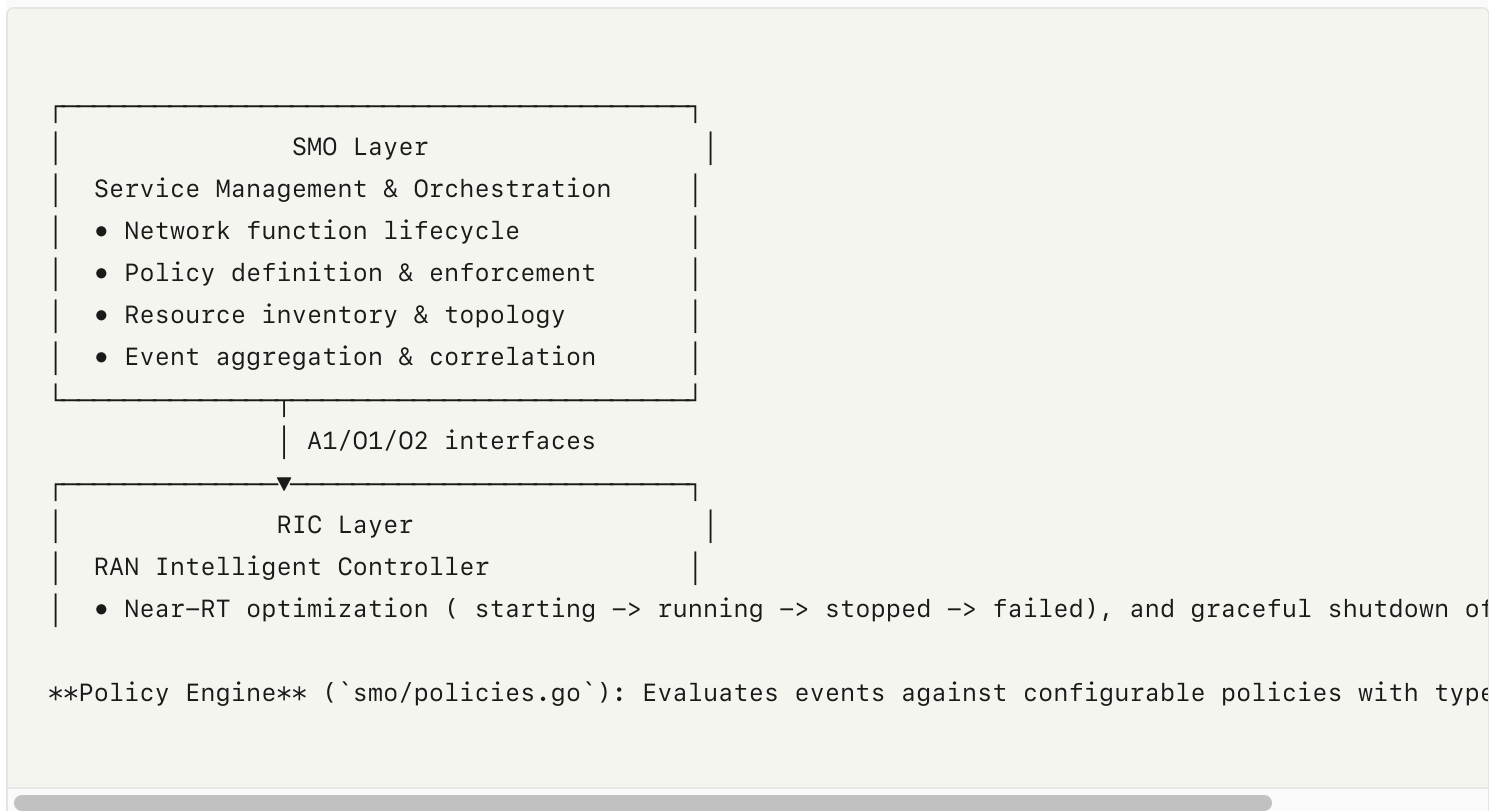 SMO Layer
Service Management & Orchestration
● Network function lifecycle
● Policy definition & enforcement
● Resource inventory & topology
● Event aggregation & correlation
A1/O1/O2 interfaces
RIC Layer
RAN Intelligent Controller
● Near-RT optimization ( starting -> running -> stopped -> failed), and graceful shutdown of
**Policy Engine** (`smo/policies.go`): Evaluates events against configurable policies with type